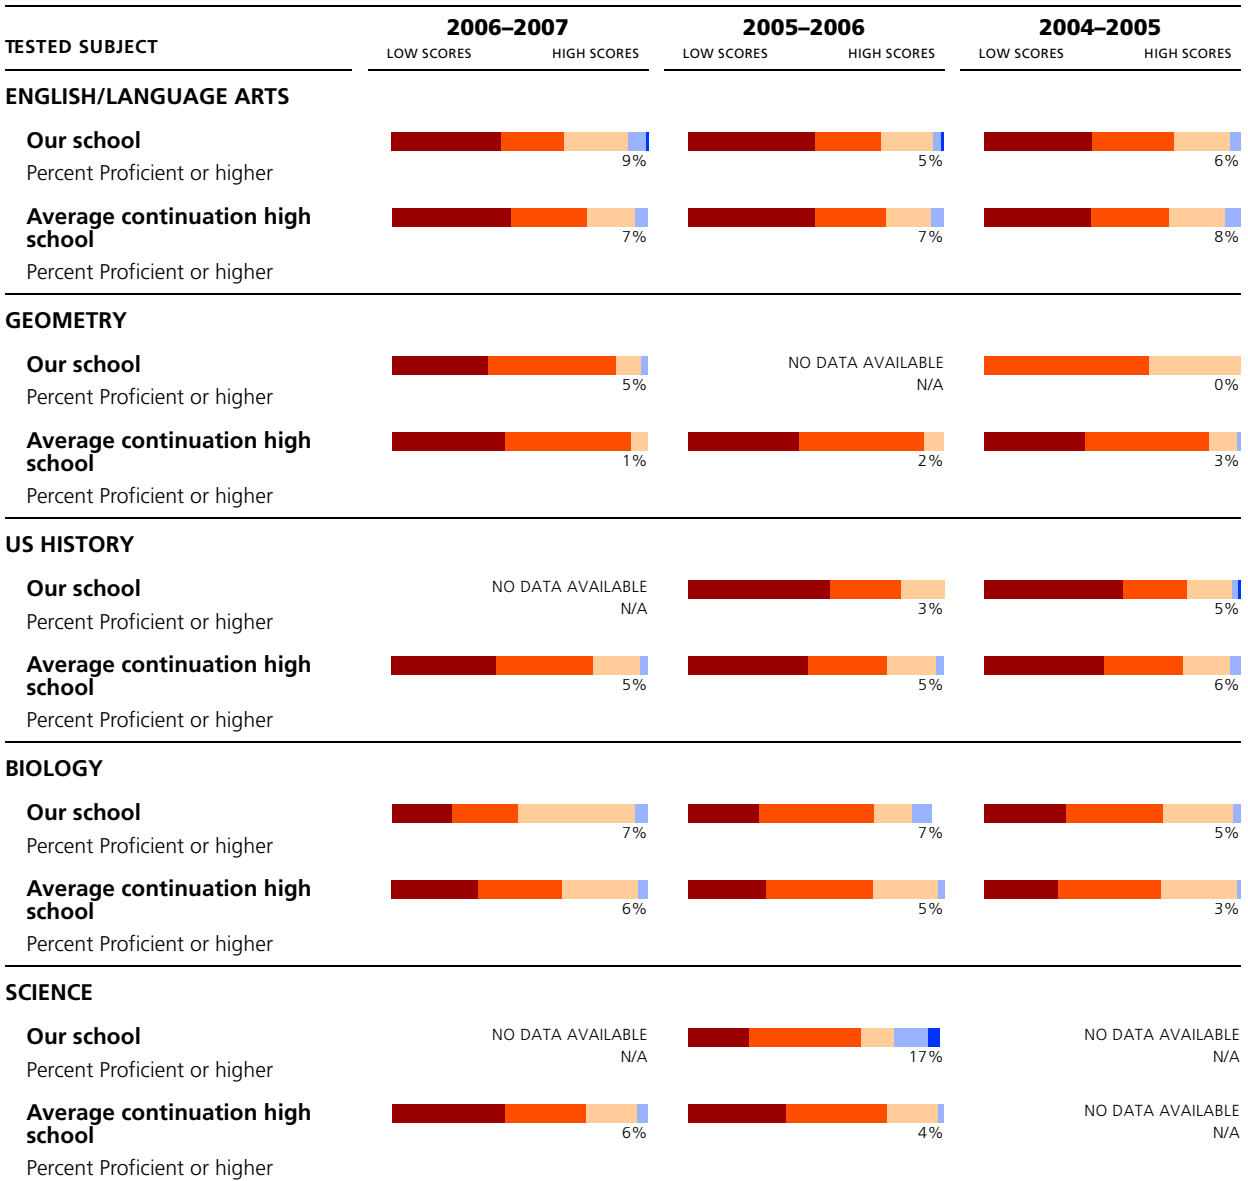 2006–2007 2005–2006 2004–2005
TESTED SUBJECT LOW SCORES HIGH SCORES LOW SCORES HIGH SCORES LOW SCORES HIGH SCORES
ENGLISH/LANGUAGE ARTS
Our school
9% 5% 6%
Percent Proficient or higher
Average continuation high
school 7% 7% 8%
Percent Proficient or higher
GEOMETRY
Our school NO DATA AVAILABLE
5% N/A 0%
Percent Proficient or higher
Average continuation high
school 1% 2% 3%
Percent Proficient or higher
US HISTORY
Our school NO DATA AVAILABLE
N/A 3% 5%
Percent Proficient or higher
Average continuation high
school 5% 5% 6%
Percent Proficient or higher
BIOLOGY
Our school
7% 7% 5%
Percent Proficient or higher
Average continuation high
school 6% 5% 3%
Percent Proficient or higher
SCIENCE
Our school NO DATA AVAILABLE NO DATA AVAILABLE
N/A 17% N/A
Percent Proficient or higher
Average continuation high NO DATA AVAILABLE
school 6% 4% N/A
Percent Proficient or higher